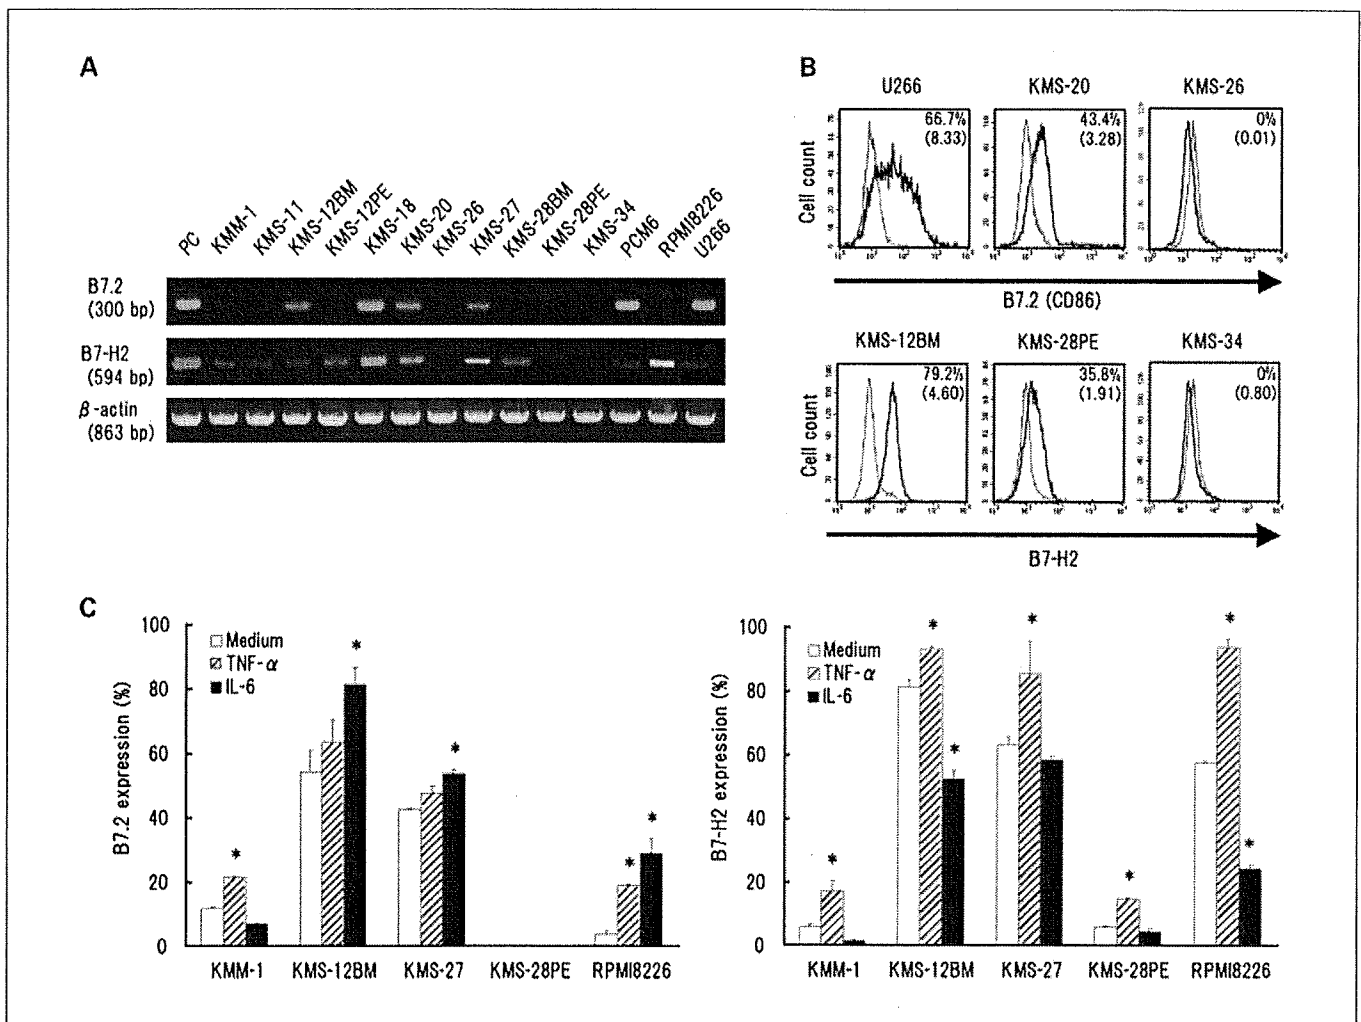 A
PC KMM-1 KMS-11 KMS-12BM KMS-12PE KMS-18 KMS-20 KMS-26 KMS-27 KMS-28BM KMS-28PE KMS-34 PCM6 RPMI8226 U266
B7.2
(300 bp)
B7-H2
(594 bp)
β-actin
(863 bp)
B
U266 KMS-20 KMS-26
66.7% 43.4% 0%
(8.33) (3.28) (0.01)
Cell count
B7.2 (CD86)
KMS-12BM KMS-28PE KMS-34
79.2% 35.8% 0%
(4.60) (1.91) (0.80)
Cell count
B7-H2
C
B7.2 expression (%)
100
80
60
40
20
0
Medium
TNF-α
IL-6
* * * * *
KMM-1 KMS-12BM KMS-27 KMS-28PE RPMI8226
B7-H2 expression (%)
100
80
60
40
20
0
Medium
TNF-α
IL-6
* * * * * * *
KMM-1 KMS-12BM KMS-27 KMS-28PE RPMI8226